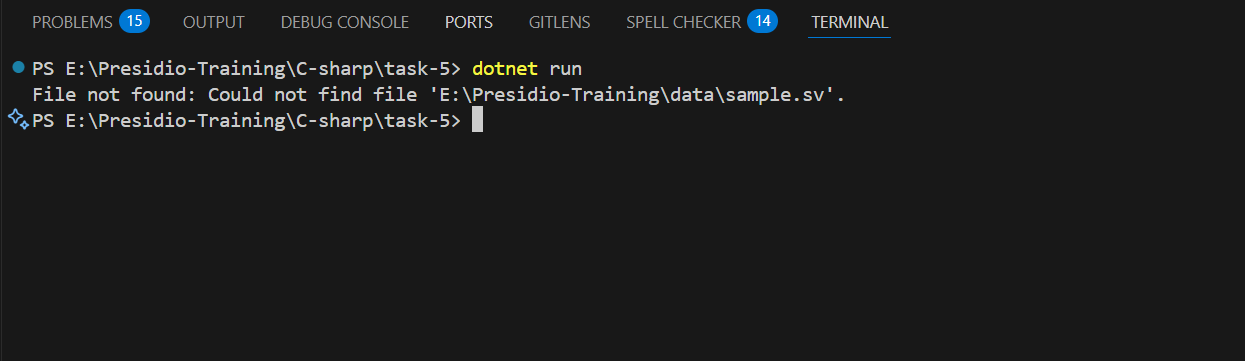 PROBLEMS 15 OUTPUT DEBUG CONSOLE PORTS GITLENS SPELL CHECKER 14 TERMINAL
PS E:\Presidio-Training\C-sharp\task-5> dotnet run
File not found: Could not find file 'E:\Presidio-Training\data\sample.sv'.
PS E:\Presidio-Training\C-sharp\task-5>